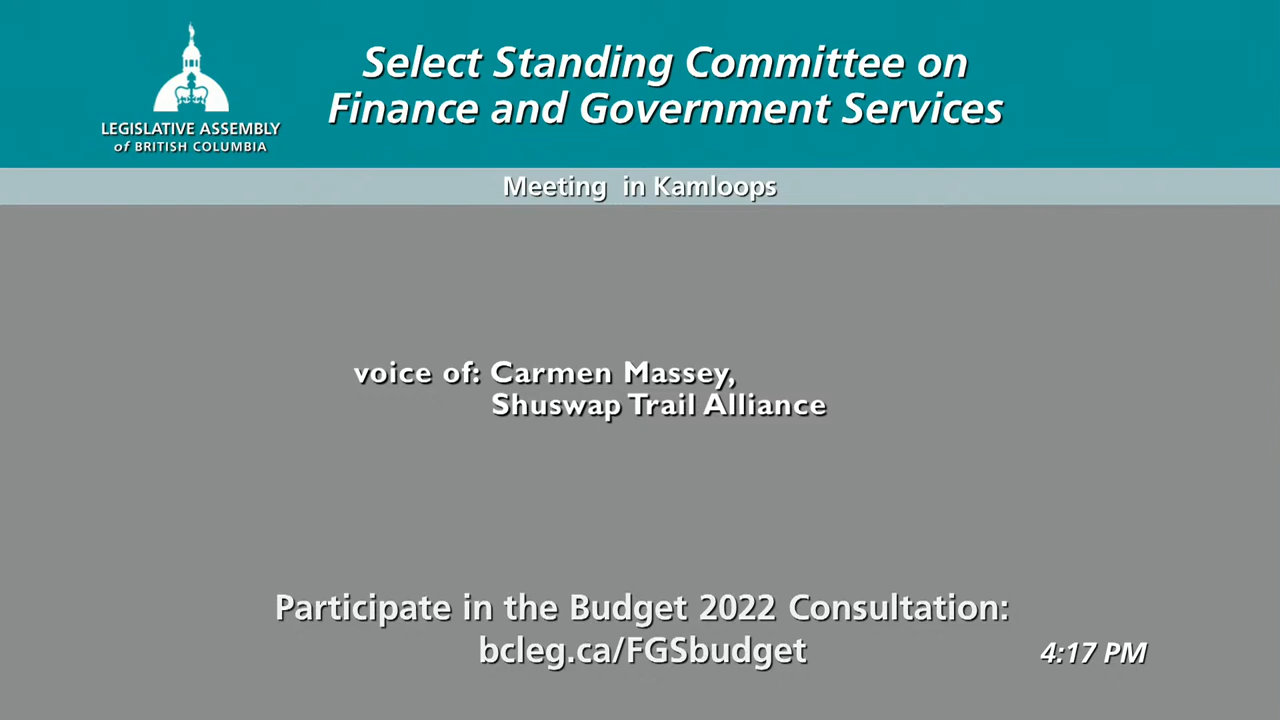 Select Standing Committee on
Finance and Government Services
LEGISLATIVE ASSEMBLY
of BRITISH COLUMBIA
Meeting in Kamloops
voice of: Carmen Massey,
Shuswap Trail Alliance
Participate in the Budget 2022 Consultation:
bcleg.ca/FGSbudget
4:17 PM